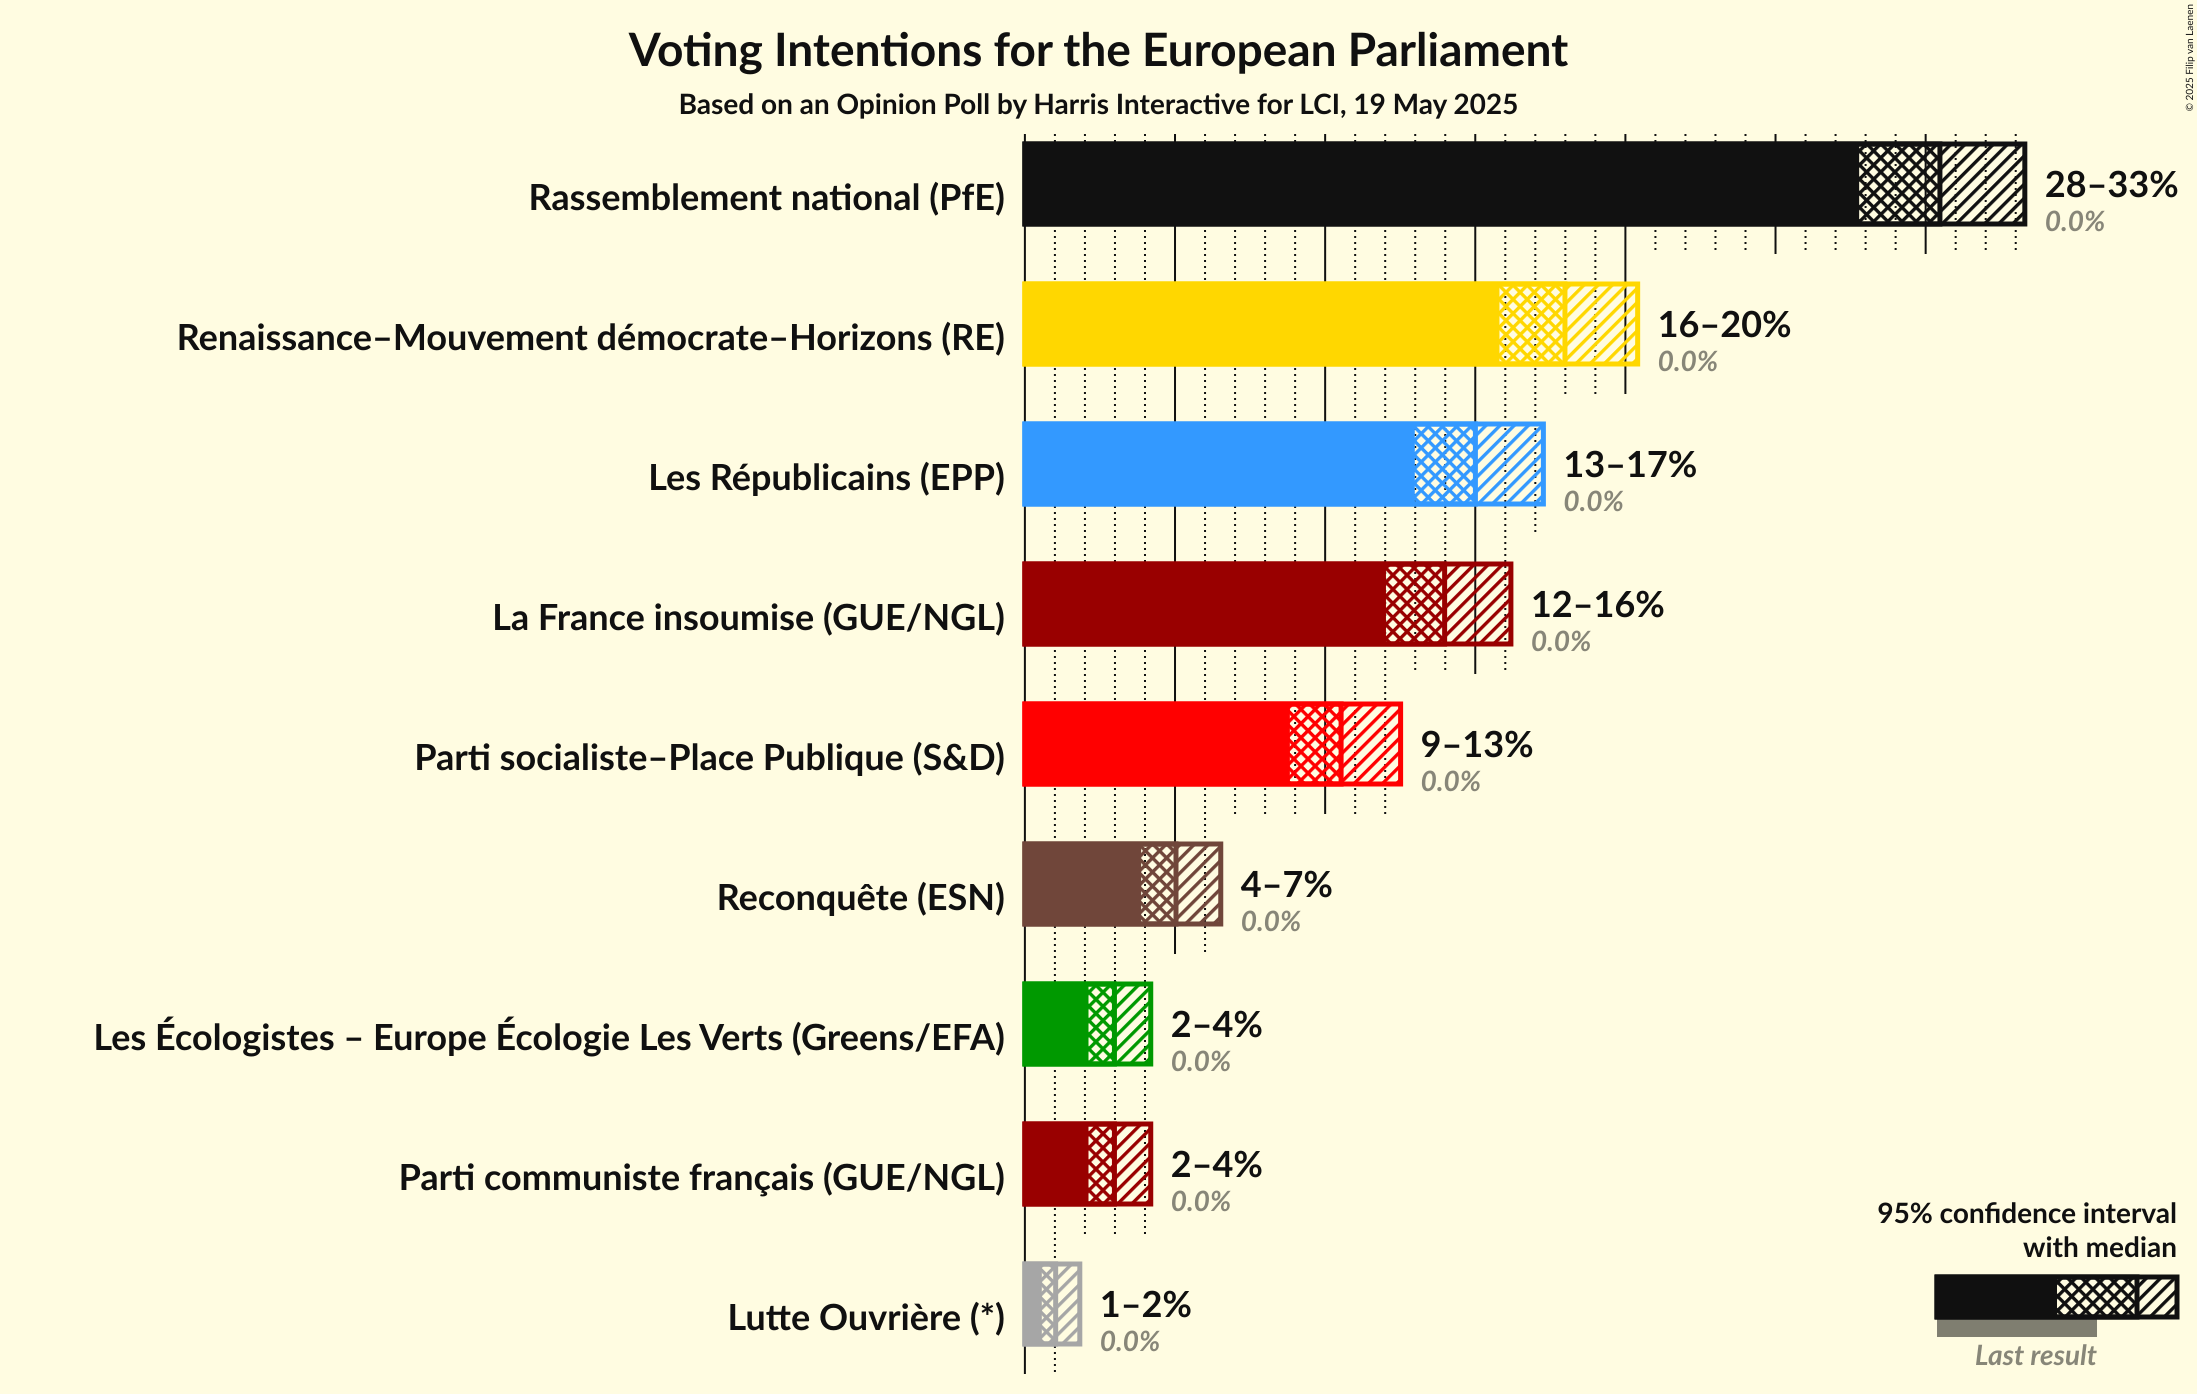 Voting Intentions for the European Parliament
Based on an Opinion Poll by Harris Interactive for LCI, 19 May 2025
© 2025 Filip van Laenen
Rassemblement national (PfE)
28–33%
0.0%
Renaissance–Mouvement démocrate–Horizons (RE)
16–20%
0.0%
Les Républicains (EPP)
13–17%
0.0%
La France insoumise (GUE/NGL)
12–16%
0.0%
Parti socialiste–Place Publique (S&D)
9–13%
0.0%
Reconquête (ESN)
4–7%
0.0%
Les Écologistes – Europe Écologie Les Verts (Greens/EFA)
2–4%
0.0%
Parti communiste français (GUE/NGL)
2–4%
0.0%
Lutte Ouvrière (*)
1–2%
0.0%
95% confidence interval
with median
Last result